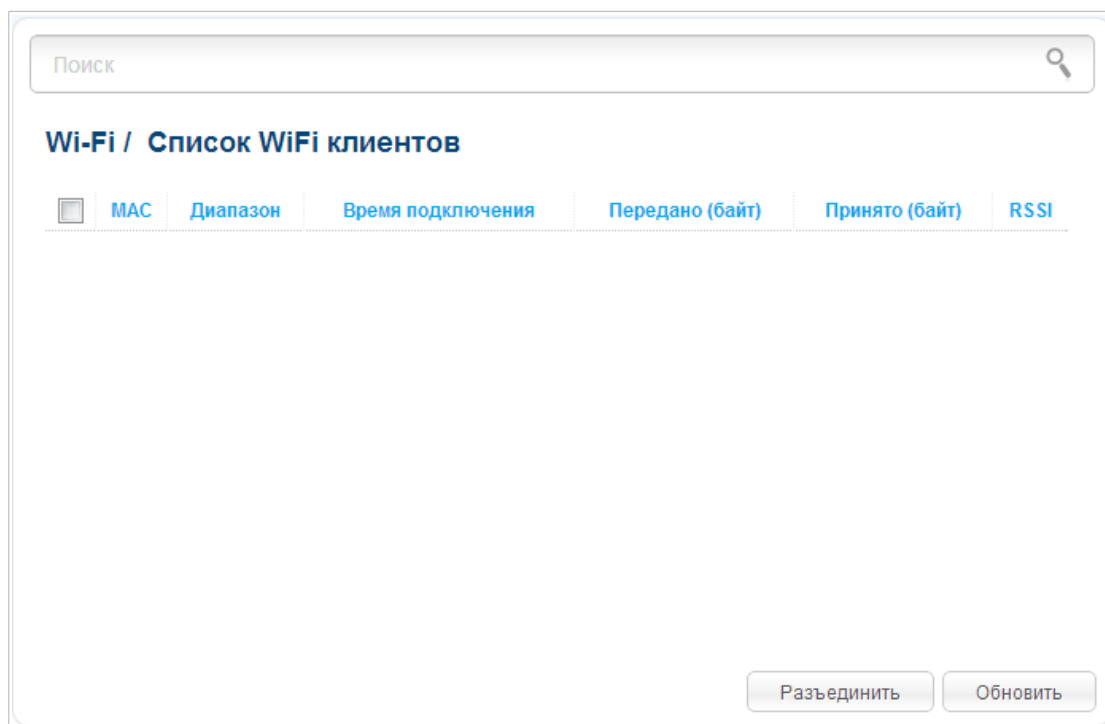 Поиск
Wi-Fi / Список WiFi клиентов
MAC Диапазон Время подключения Передано (байт) Принято (байт) RSSI
Разъединить Обновить